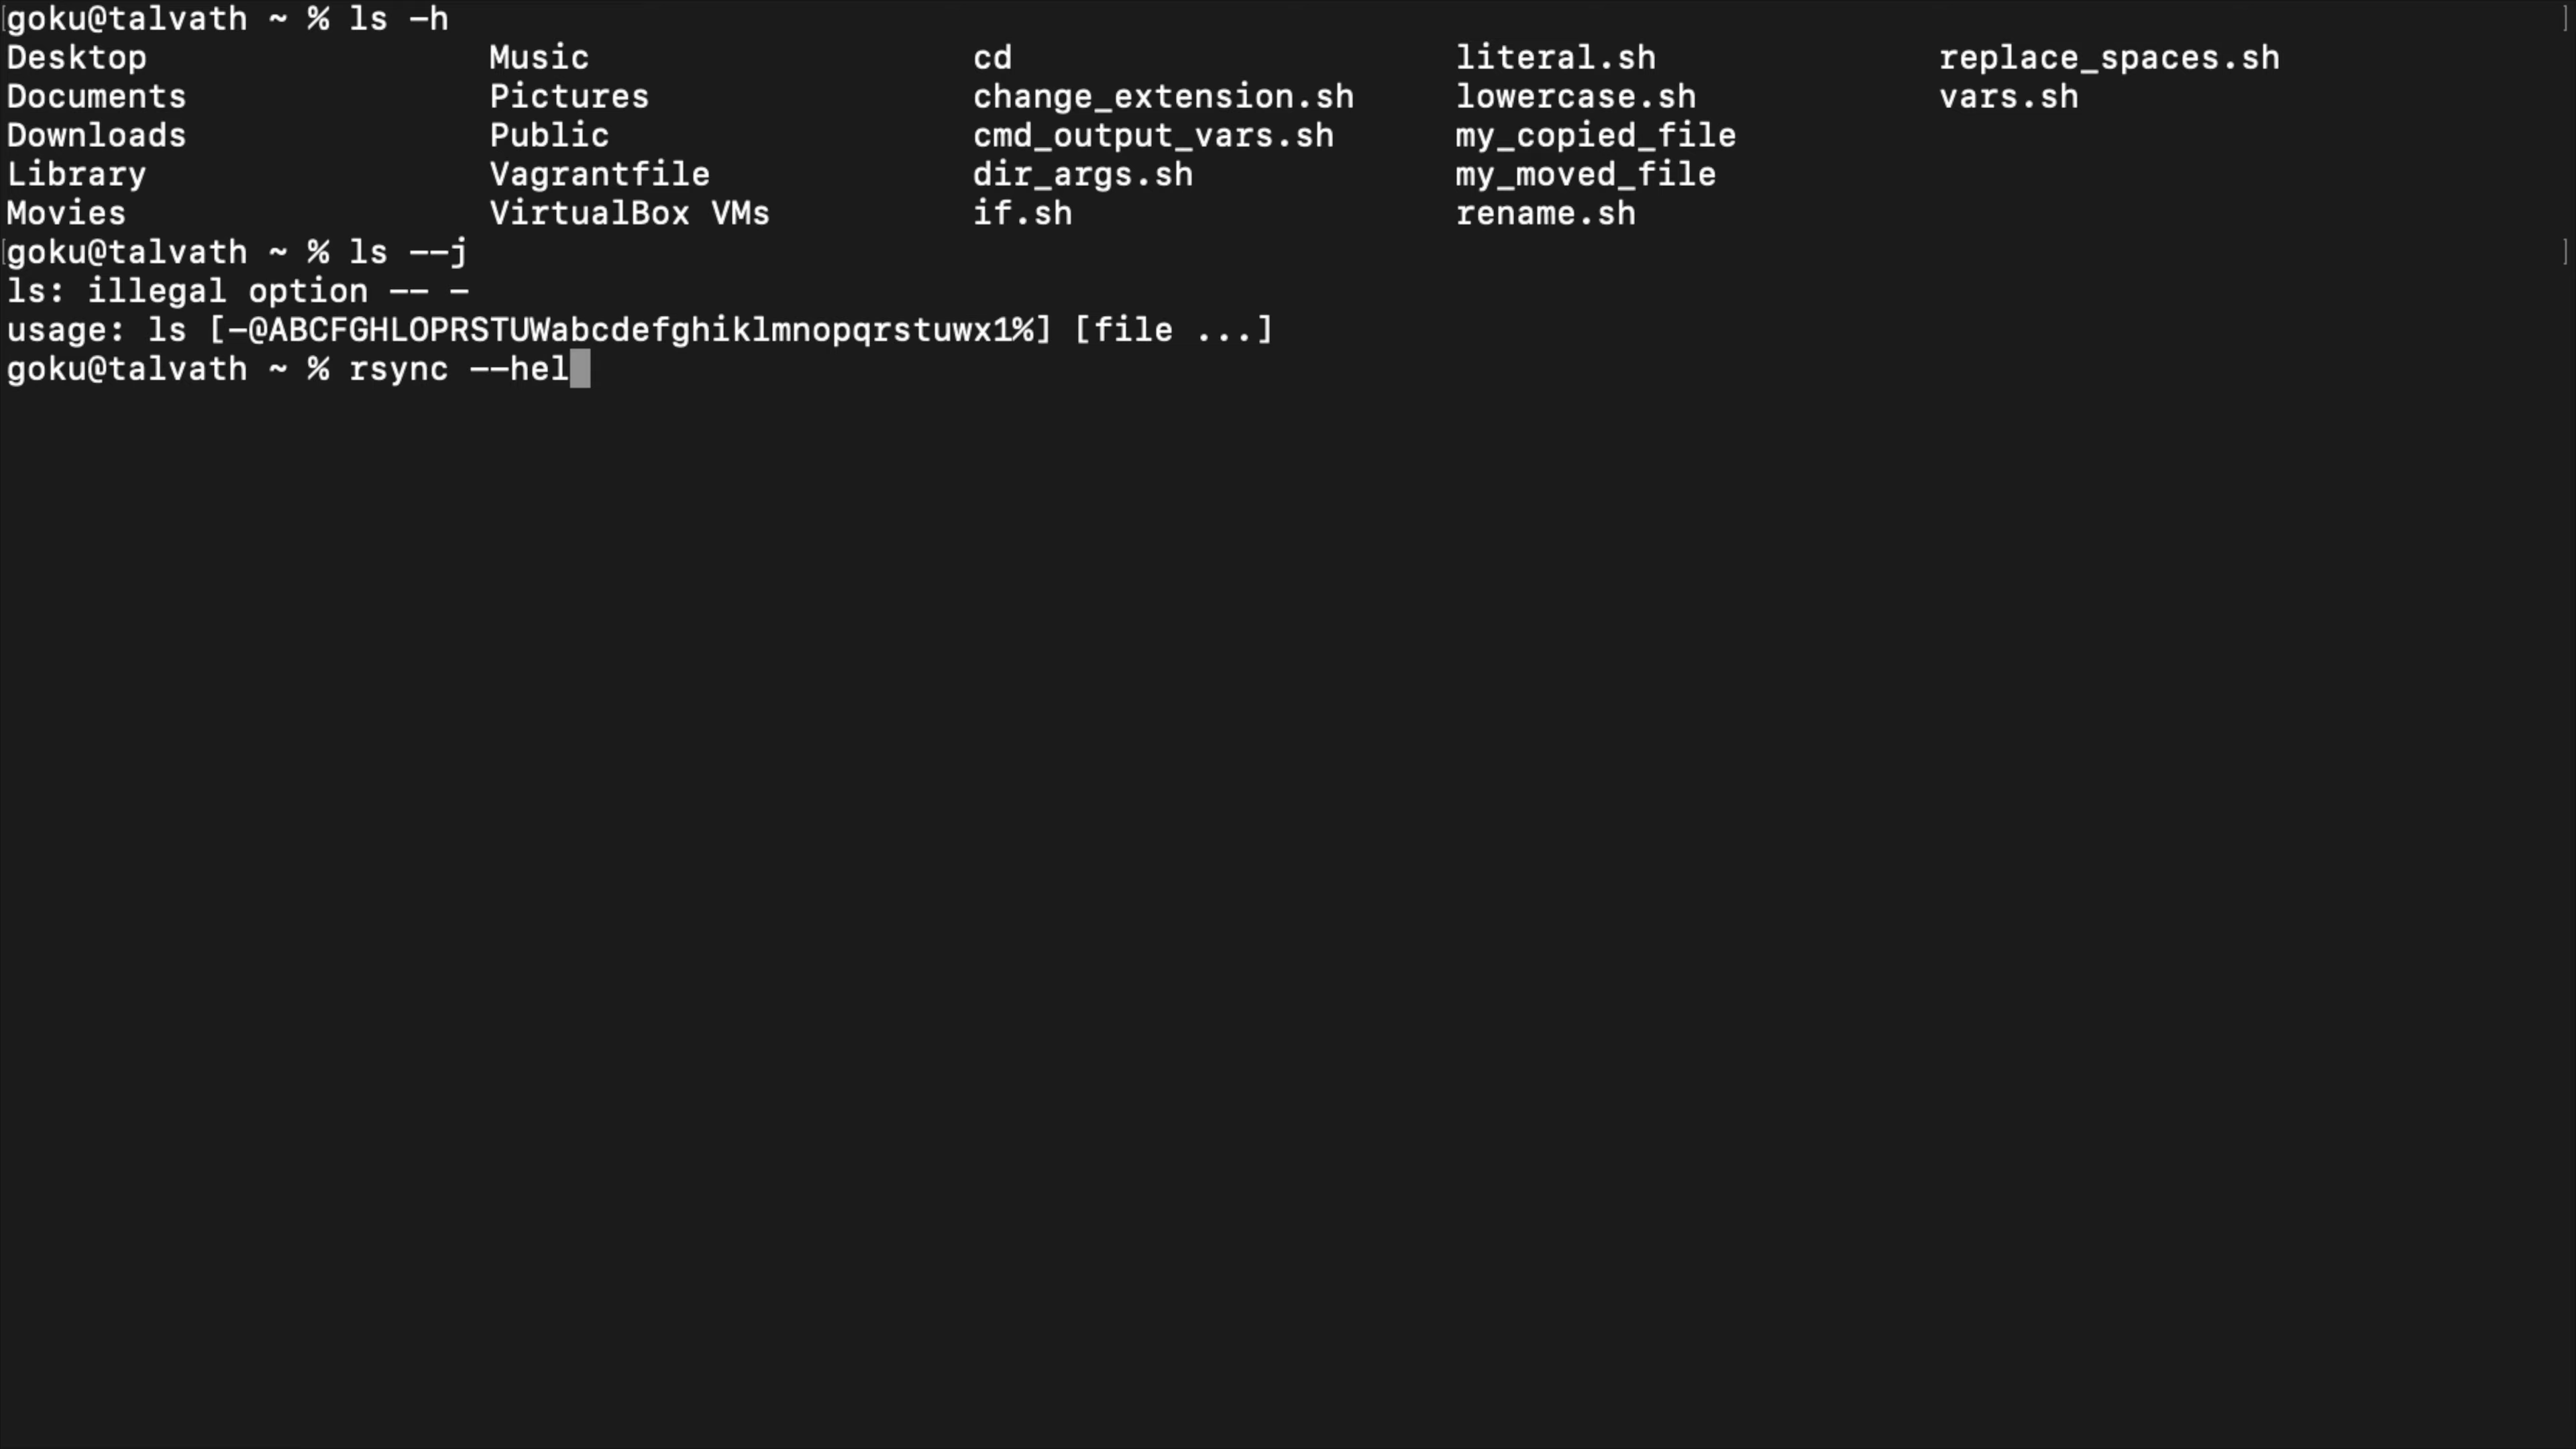 goku@talvath ~ % ls -h
Desktop Music cd literal.sh replace_spaces.sh
Documents Pictures change_extension.sh lowercase.sh vars.sh
Downloads Public cmd_output_vars.sh my_copied_file
Library Vagrantfile dir_args.sh my_moved_file
Movies VirtualBox VMs if.sh rename.sh
goku@talvath ~ % ls --j
ls: illegal option -- -
usage: ls [-@ABCFGHLOPRSTUWabcdefghiklmnopqrstuwx1%] [file ...]
goku@talvath ~ % rsync --hel